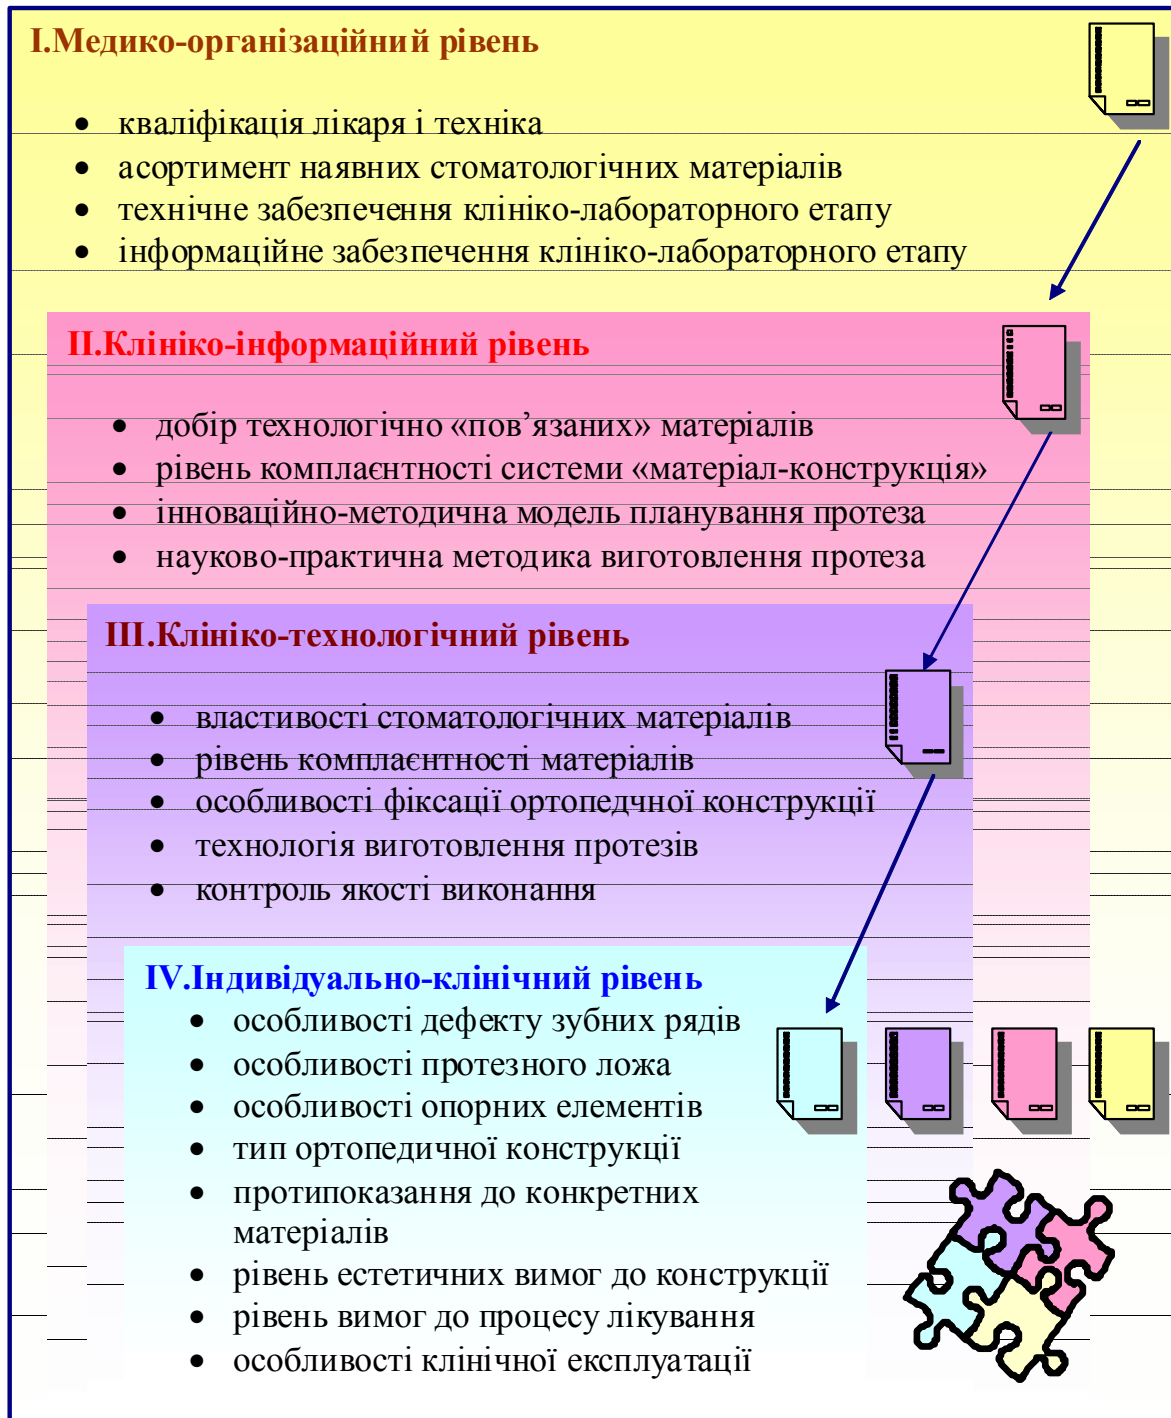 I.Медико-організаційний рівень
• кваліфікація лікаря і техніка
• асортимент наявних стоматологічних матеріалів
• технічне забезпечення клініко-лабораторного етапу
• інформаційне забезпечення клініко-лабораторного етапу
II.Клініко-інформаційний рівень
• добір технологічно «пов’язаних» матеріалів
• рівень комплаєнтності системи «матеріал-конструкція»
• інноваційно-методична модель планування протеза
• науково-практична методика виготовлення протеза
III.Клініко-технологічний рівень
• властивості стоматологічних матеріалів
• рівень комплаєнтності матеріалів
• особливості фіксації ортопедчної конструкції
• технологія виготовлення протезів
• контроль якості виконання
IV.Індивідуально-клінічний рівень
• особливості дефекту зубних рядів
• особливості протезного ложа
• особливості опорних елементів
• тип ортопедичної конструкції
• протипоказання до конкретних
матеріалів
• рівень естетичних вимог до конструкції
• рівень вимог до процесу лікування
• особливості клінічної експлуатації